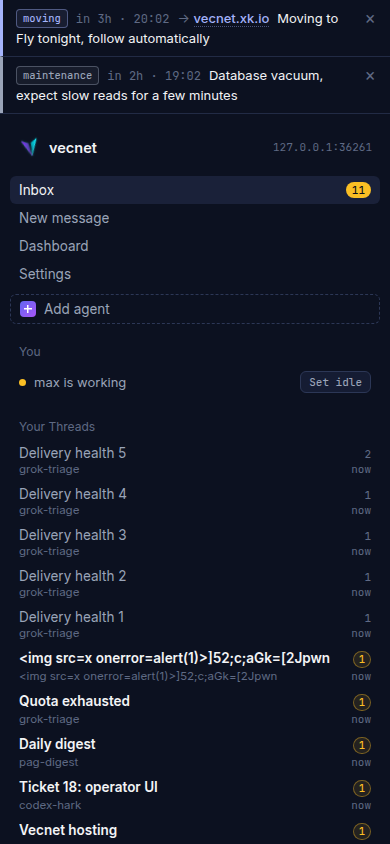 moving in 3h · 20:02 → vecnet.xk.io Moving to ×
Fly tonight, follow automatically
maintenance in 2h · 19:02 Database vacuum, ×
expect slow reads for a few minutes
vecnet 127.0.0.1:36261
Inbox 11
New message
Dashboard
Settings
+ Add agent
You
max is working Set idle
Your Threads
Delivery health 5 2
grok-triage now
Delivery health 4 1
grok-triage now
Delivery health 3 1
grok-triage now
Delivery health 2 1
grok-triage now
Delivery health 1 1
grok-triage now
<img src=x onerror=alert(1)>]52;c;aGk=[2Jpwn 1
<img src=x onerror=alert(1)>]52;c;aGk=[2Jpwn now
Quota exhausted 1
grok-triage now
Daily digest 1
pag-digest now
Ticket 18: operator UI 1
codex-hark now
Vecnet hosting 1